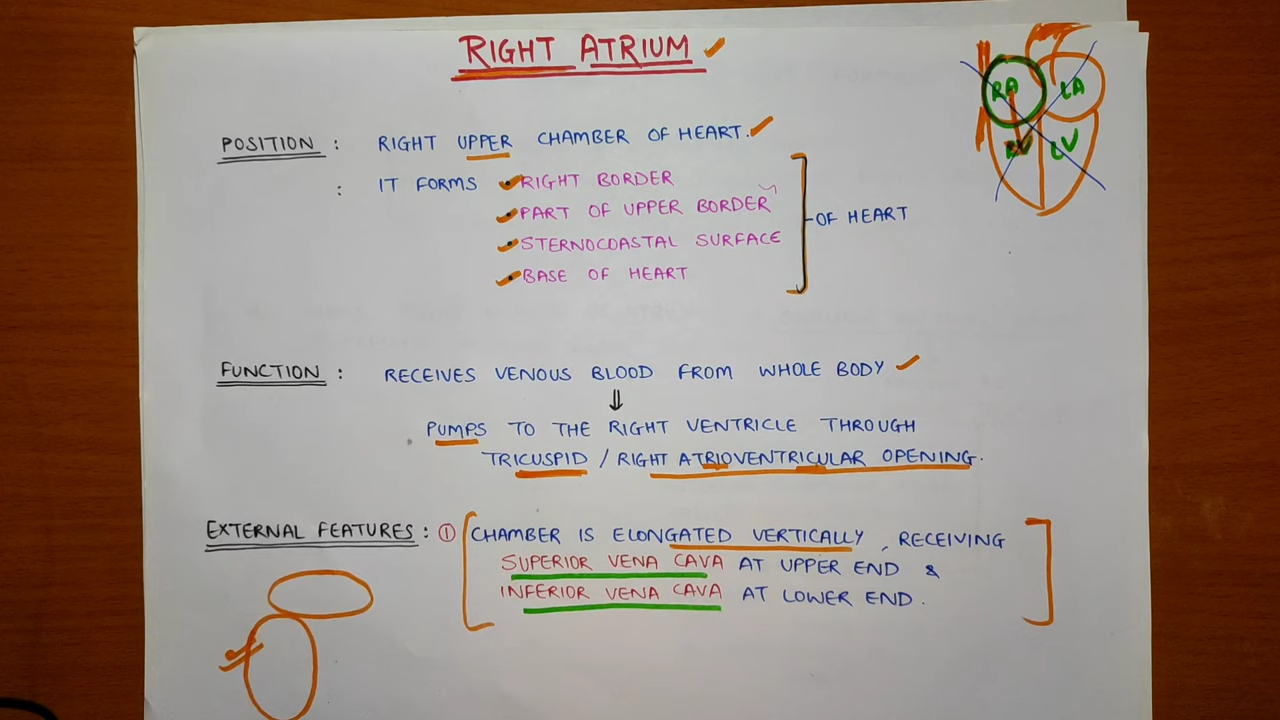 RIGHT ATRIUM
RA LA
LV
POSITION : RIGHT UPPER CHAMBER OF HEART.
: IT FORMS • RIGHT BORDER
• PART OF UPPER BORDER
• STERNOCOASTAL SURFACE
• BASE OF HEART
OF HEART
FUNCTION : RECEIVES VENOUS BLOOD FROM WHOLE BODY
⇓
PUMPS TO THE RIGHT VENTRICLE THROUGH
TRICUSPID / RIGHT ATRIOVENTRICULAR OPENING.
EXTERNAL FEATURES : ① CHAMBER IS ELONGATED VERTICALLY, RECEIVING
SUPERIOR VENA CAVA AT UPPER END &
INFERIOR VENA CAVA AT LOWER END.